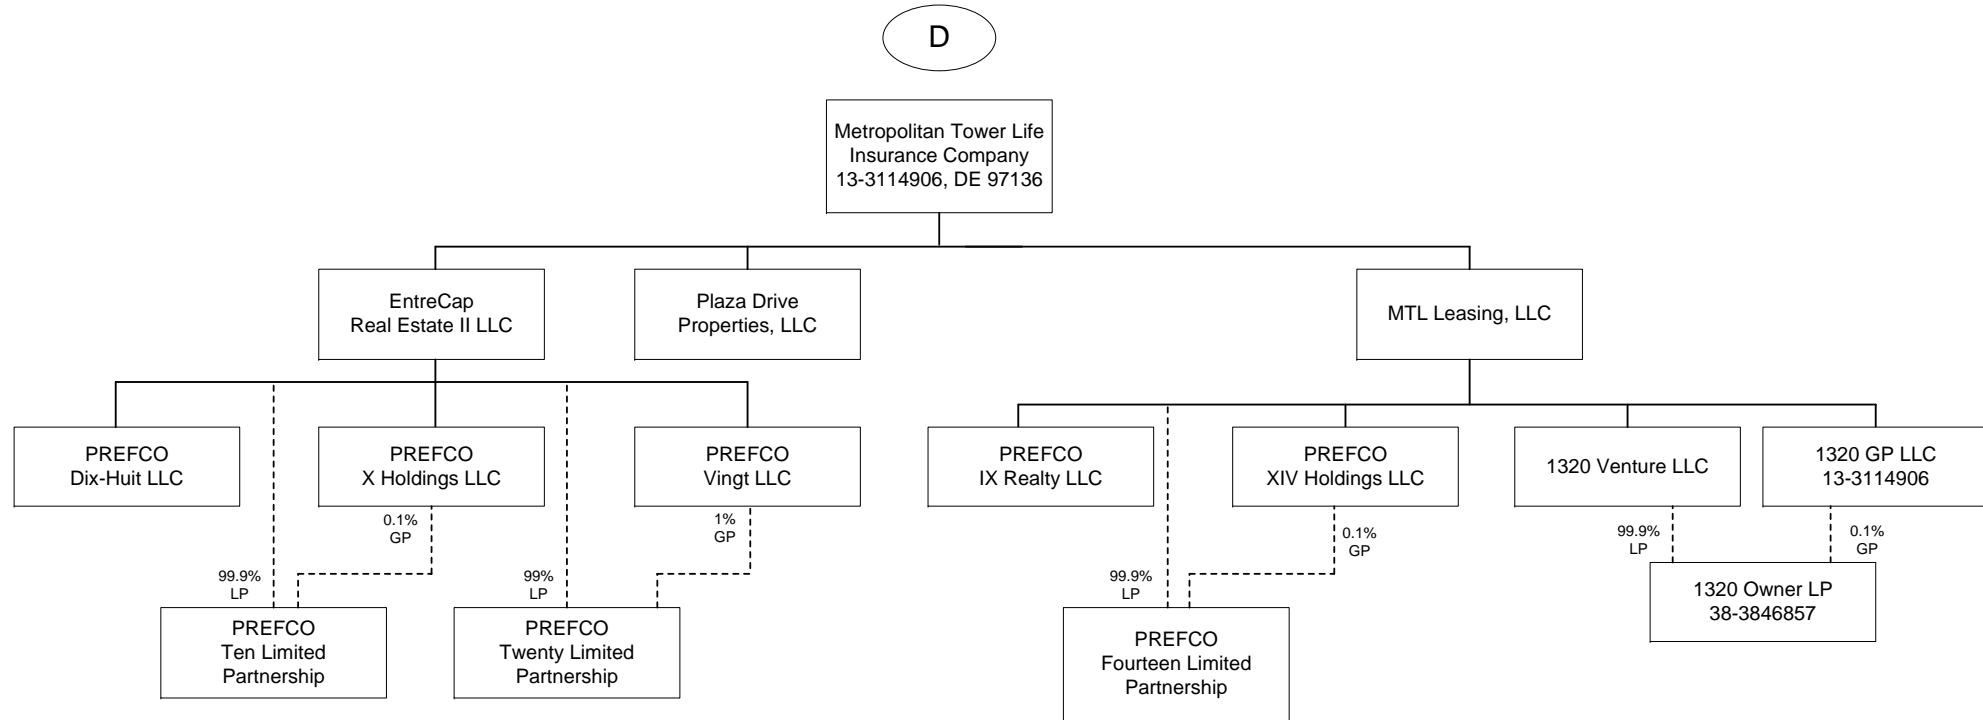 D
Metropolitan Tower Life
Insurance Company
13-3114906, DE 97136
EntreCap
Real Estate II LLC
Plaza Drive
Properties, LLC
MTL Leasing, LLC
PREFCO
Dix-Huit LLC
PREFCO
X Holdings LLC
PREFCO
Vingt LLC
PREFCO
IX Realty LLC
PREFCO
XIV Holdings LLC
1320 Venture LLC
1320 GP LLC
13-3114906
0.1%
GP
1%
GP
0.1%
GP
99.9%
LP
0.1%
GP
99.9%
LP
99%
LP
99.9%
LP
1320 Owner LP
38-3846857
PREFCO
Ten Limited
Partnership
PREFCO
Twenty Limited
Partnership
PREFCO
Fourteen Limited
Partnership